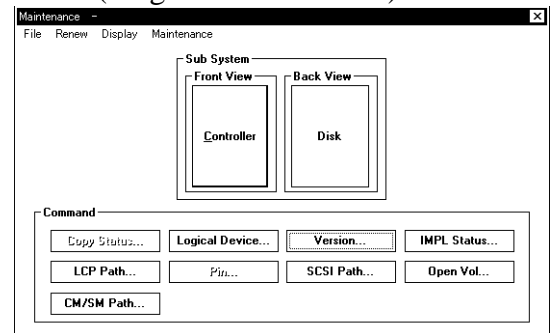 Maintenance -
File Renew Display Maintenance
Sub System
Front View Back View
Controller Disk
Command
Copy Status... Logical Device... Version... IMPL Status...
LCP Path... Pin... SCSI Path... Open Vol...
CM/SM Path...